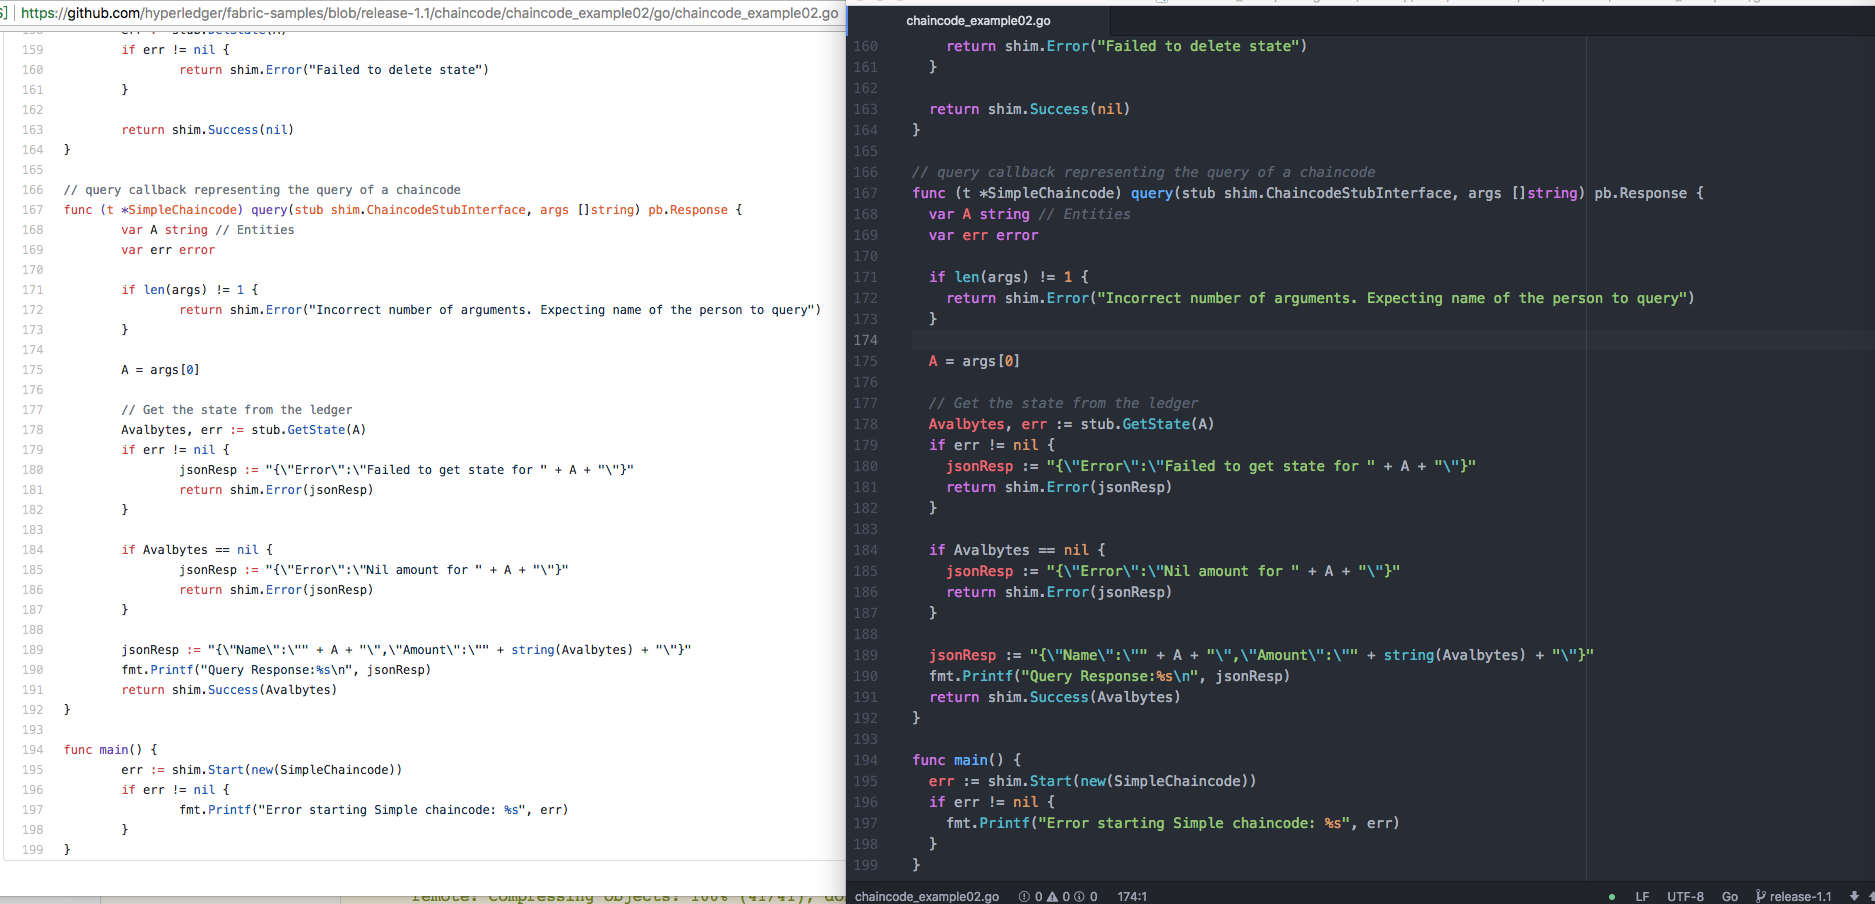 https://github.com/hyperledger/fabric-samples/blob/release-1.1/chaincode/chaincode_example02/go/chaincode_example02.go
159 if err != nil {
160 return shim.Error("Failed to delete state")
161 }
162
163 return shim.Success(nil)
164 }
165
166 // query callback representing the query of a chaincode
167 func (t *SimpleChaincode) query(stub shim.ChaincodeStubInterface, args []string) pb.Response {
168 var A string // Entities
169 var err error
170
171 if len(args) != 1 {
172 return shim.Error("Incorrect number of arguments. Expecting name of the person to query")
173 }
174
175 A = args[0]
176
177 // Get the state from the ledger
178 Avalbytes, err := stub.GetState(A)
179 if err != nil {
180 jsonResp := "{\"Error\":\"Failed to get state for " + A + "\"}"
181 return shim.Error(jsonResp)
182 }
183
184 if Avalbytes == nil {
185 jsonResp := "{\"Error\":\"Nil amount for " + A + "\"}"
186 return shim.Error(jsonResp)
187 }
188
189 jsonResp := "{\"Name\":\"" + A + "\",\"Amount\":\"" + string(Avalbytes) + "\"}"
190 fmt.Printf("Query Response:%s\n", jsonResp)
191 return shim.Success(Avalbytes)
192 }
193
194 func main() {
195 err := shim.Start(new(SimpleChaincode))
196 if err != nil {
197 fmt.Printf("Error starting Simple chaincode: %s", err)
198 }
199 }
chaincode_example02.go
160 return shim.Error("Failed to delete state")
161 }
162
163 return shim.Success(nil)
164 }
165
166 // query callback representing the query of a chaincode
167 func (t *SimpleChaincode) query(stub shim.ChaincodeStubInterface, args []string) pb.Response {
168 var A string // Entities
169 var err error
170
171 if len(args) != 1 {
172 return shim.Error("Incorrect number of arguments. Expecting name of the person to query")
173 }
174
175 A = args[0]
176
177 // Get the state from the ledger
178 Avalbytes, err := stub.GetState(A)
179 if err != nil {
180 jsonResp := "{\"Error\":\"Failed to get state for " + A + "\"}"
181 return shim.Error(jsonResp)
182 }
183
184 if Avalbytes == nil {
185 jsonResp := "{\"Error\":\"Nil amount for " + A + "\"}"
186 return shim.Error(jsonResp)
187 }
188
189 jsonResp := "{\"Name\":\"" + A + "\",\"Amount\":\"" + string(Avalbytes) + "\"}"
190 fmt.Printf("Query Response:%s\n", jsonResp)
191 return shim.Success(Avalbytes)
192 }
193
194 func main() {
195 err := shim.Start(new(SimpleChaincode))
196 if err != nil {
197 fmt.Printf("Error starting Simple chaincode: %s", err)
198 }
199 }
remote: Compressing objects: 100% (41/41), do
chaincode_example02.go 0 0 0 174:1 LF UTF-8 Go release-1.1